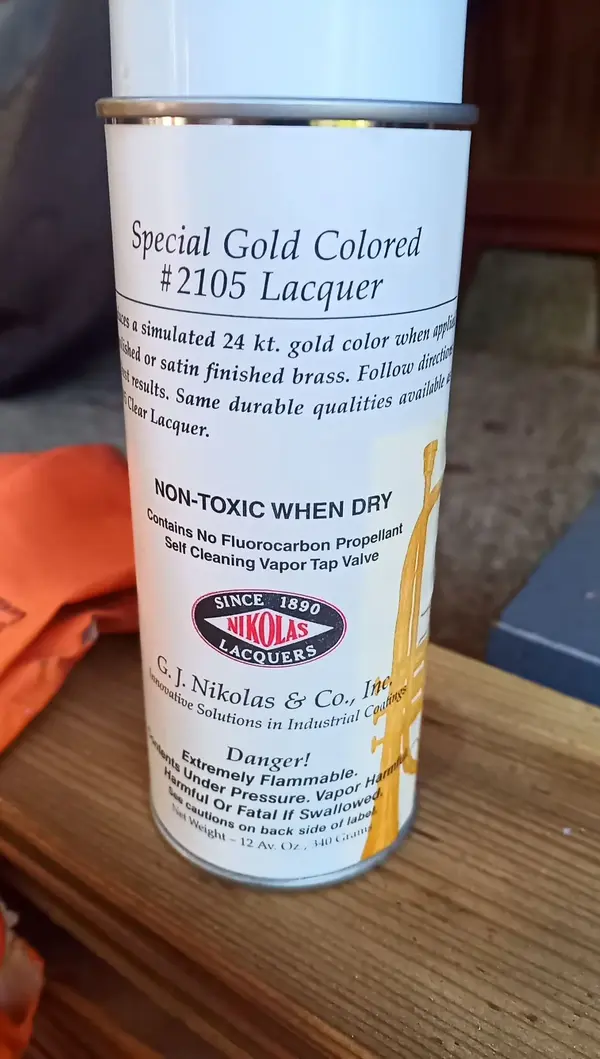 Special Gold Colored
#2105 Lacquer
a simulated 24 kt. gold color when
or satin finished brass. Follow
results. Same durable qualities available
Clear Lacquer.
NON-TOXIC WHEN DRY
Contains No Fluorocarbon Propellant
Self Cleaning Vapor Tap Valve
SINCE 1890
NIKOLAS
LACQUERS
G. J. Nikolas & Co., Inc.
Innovative Solutions in Industrial Coatings
Danger!
Extremely Flammable.
Contents Under Pressure. Vapor Harmful
Harmful Or Fatal If Swallowed.
See cautions on back side of label.
Net Weight - 12 Av. Oz., 340 Grams